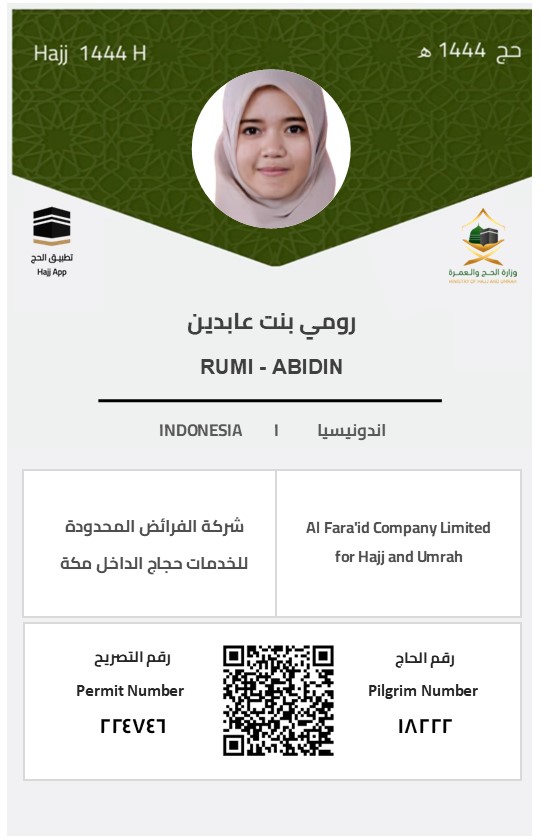 Hajj 1444 H
حج 1444 ه
تطبيق الحج
Hajj App
وزارة الحج والعمرة
MINISTRY OF HAJJ AND UMRAH
رومي بنت عابدين
RUMI - ABIDIN
INDONESIA | اندونيسيا
شركة الفرائض المحدودة
للخدمات حجاج الداخل مكة
Al Fara'id Company Limited
for Hajj and Umrah
رقم التصريح
Permit Number
٢٢٤٧٤٦
رقم الحاج
Pilgrim Number
١٨٢٢٢